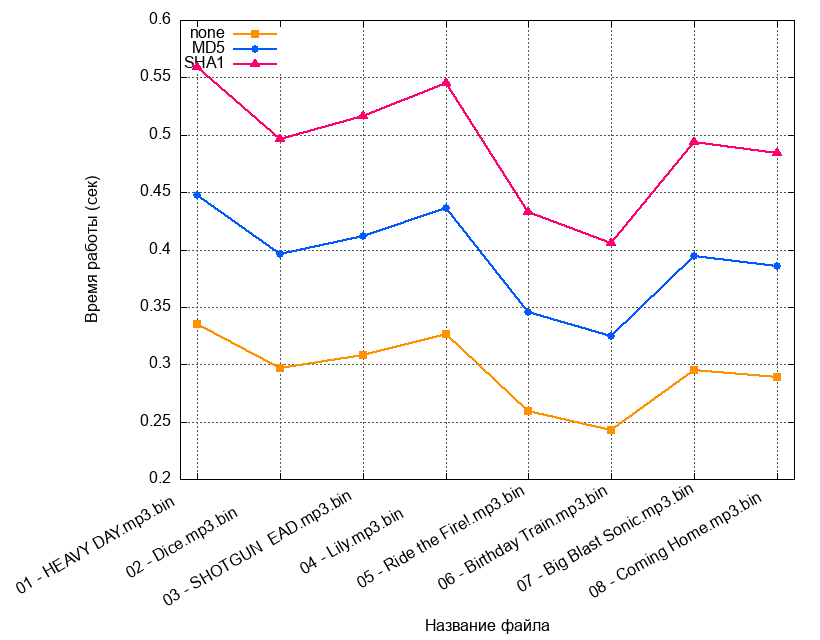 0.6
none
MD5
SHA1
0.55
0.5
0.45
0.4
0.35
0.3
0.25
0.2
Время работы (сек)
01 - HEAVY DAY.mp3.bin
02 - Dice.mp3.bin
03 - SHOTGUN  EAD.mp3.bin
04 - Lily.mp3.bin
05 - Ride the Fire!.mp3.bin
06 - Birthday Train.mp3.bin
07 - Big Blast Sonic.mp3.bin
08 - Coming Home.mp3.bin
Название файла